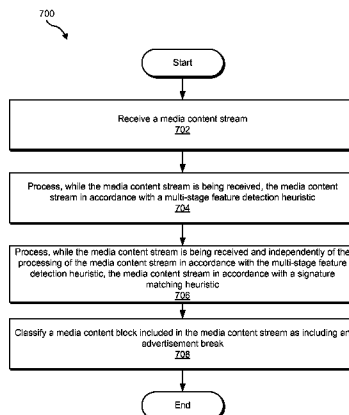 700
Start
Receive a media content stream
702
Process, while the media content stream is being received, the media content
stream in accordance with a multi-stage feature detection heuristic
704
Process, while the media content stream is being received and independently of the
processing of the media content stream in accordance with the multi-stage feature
detection heuristic, the media content stream in accordance with a signature
matching heuristic
706
Classify a media content block included in the media content stream as including an
advertisement break
708
End